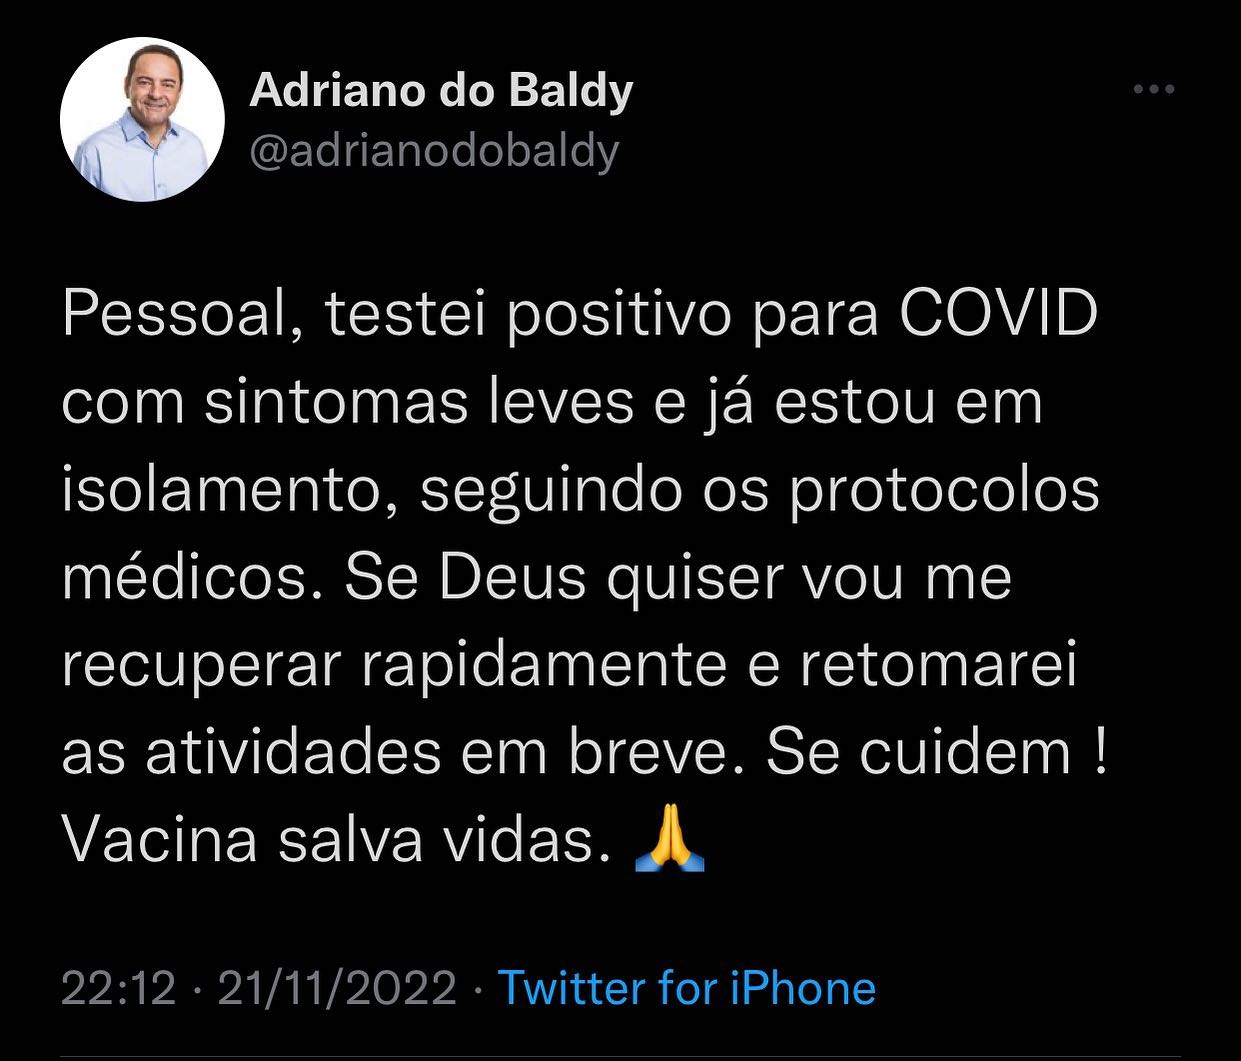 Adriano do Baldy
@adrianodobaldy
Pessoal, testei positivo para COVID
com sintomas leves e já estou em
isolamento, seguindo os protocolos
médicos. Se Deus quiser vou me
recuperar rapidamente e retomarei
as atividades em breve. Se cuidem !
Vacina salva vidas. 🙏
22:12 · 21/11/2022 · Twitter for iPhone